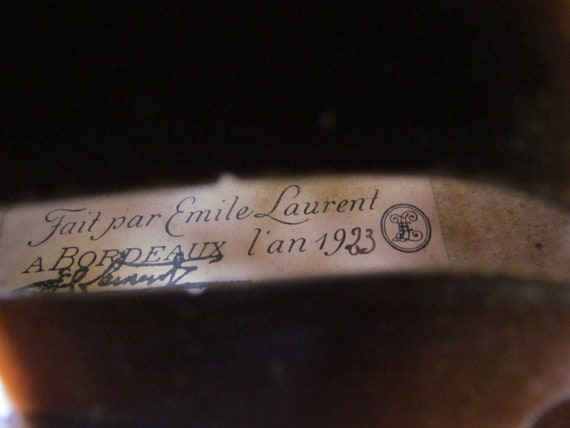 Fait par Emile Laurent
A BORDEAUX l'an 1923